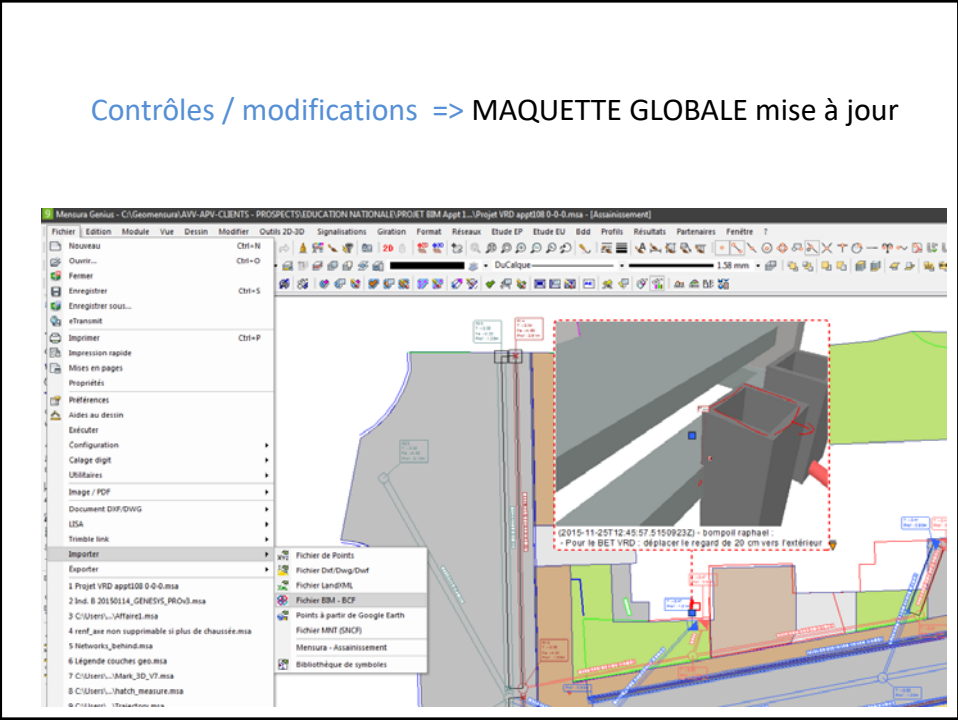 Contrôles / modifications => MAQUETTE GLOBALE mise à jour
9 Mensura Genius - C:\Geomensura\AVV-APV-CLIENTS - PROSPECTS\EDUCATION NATIONALE\PROJET BIM Appt 1...\Projet VRD appt108 0-0-0.msa - [Assainissement]
Fichier Edition Module Vue Dessin Modifier Outils 2D-3D Signalisations Giration Format Réseaux Etude EP Etude EU Bdd Profils Résultats Partenaires Fenêtre ?
Nouveau Ctrl+N
Ouvrir... Ctrl+O
DuCalque 1.58 mm
Fermer
Enregistrer Ctrl+S
Enregistrer sous...
eTransmit
Imprimer Ctrl+P
Impression rapide
Mises en pages
Propriétés
Préférences
Aides au dessin
Exécuter
Configuration
Calage digit
Utilitaires
Image / PDF
Document DXF/DWG
LISA
Trimble link
Importer
Exporter
Fichier de Points
Fichier Dxf/Dwg/Dwf
Fichier LandXML
Fichier BIM - BCF
Points à partir de Google Earth
Fichier MNT (SNCF)
Mensura - Assainissement
Bibliothèque de symboles
1 Projet VRD appt108 0-0-0.msa
2 Ind. B 20150114_GENESYS_PROv3.msa
3 C:\Users\...\Affaire1.msa
4 renf_axe non supprimable si plus de chaussée.msa
5 Networks_behind.msa
6 Légende couches geo.msa
7 C:\Users\...\Mark_3D_V7.msa
8 C:\Users\...\hatch_measure.msa
9 C:\Users\...\Trajectory.msa
(2015-11-25T12:45:57.5150923Z) - bompoil raphael :
- Pour le BET VRD : déplacer le regard de 20 cm vers l'extérieur